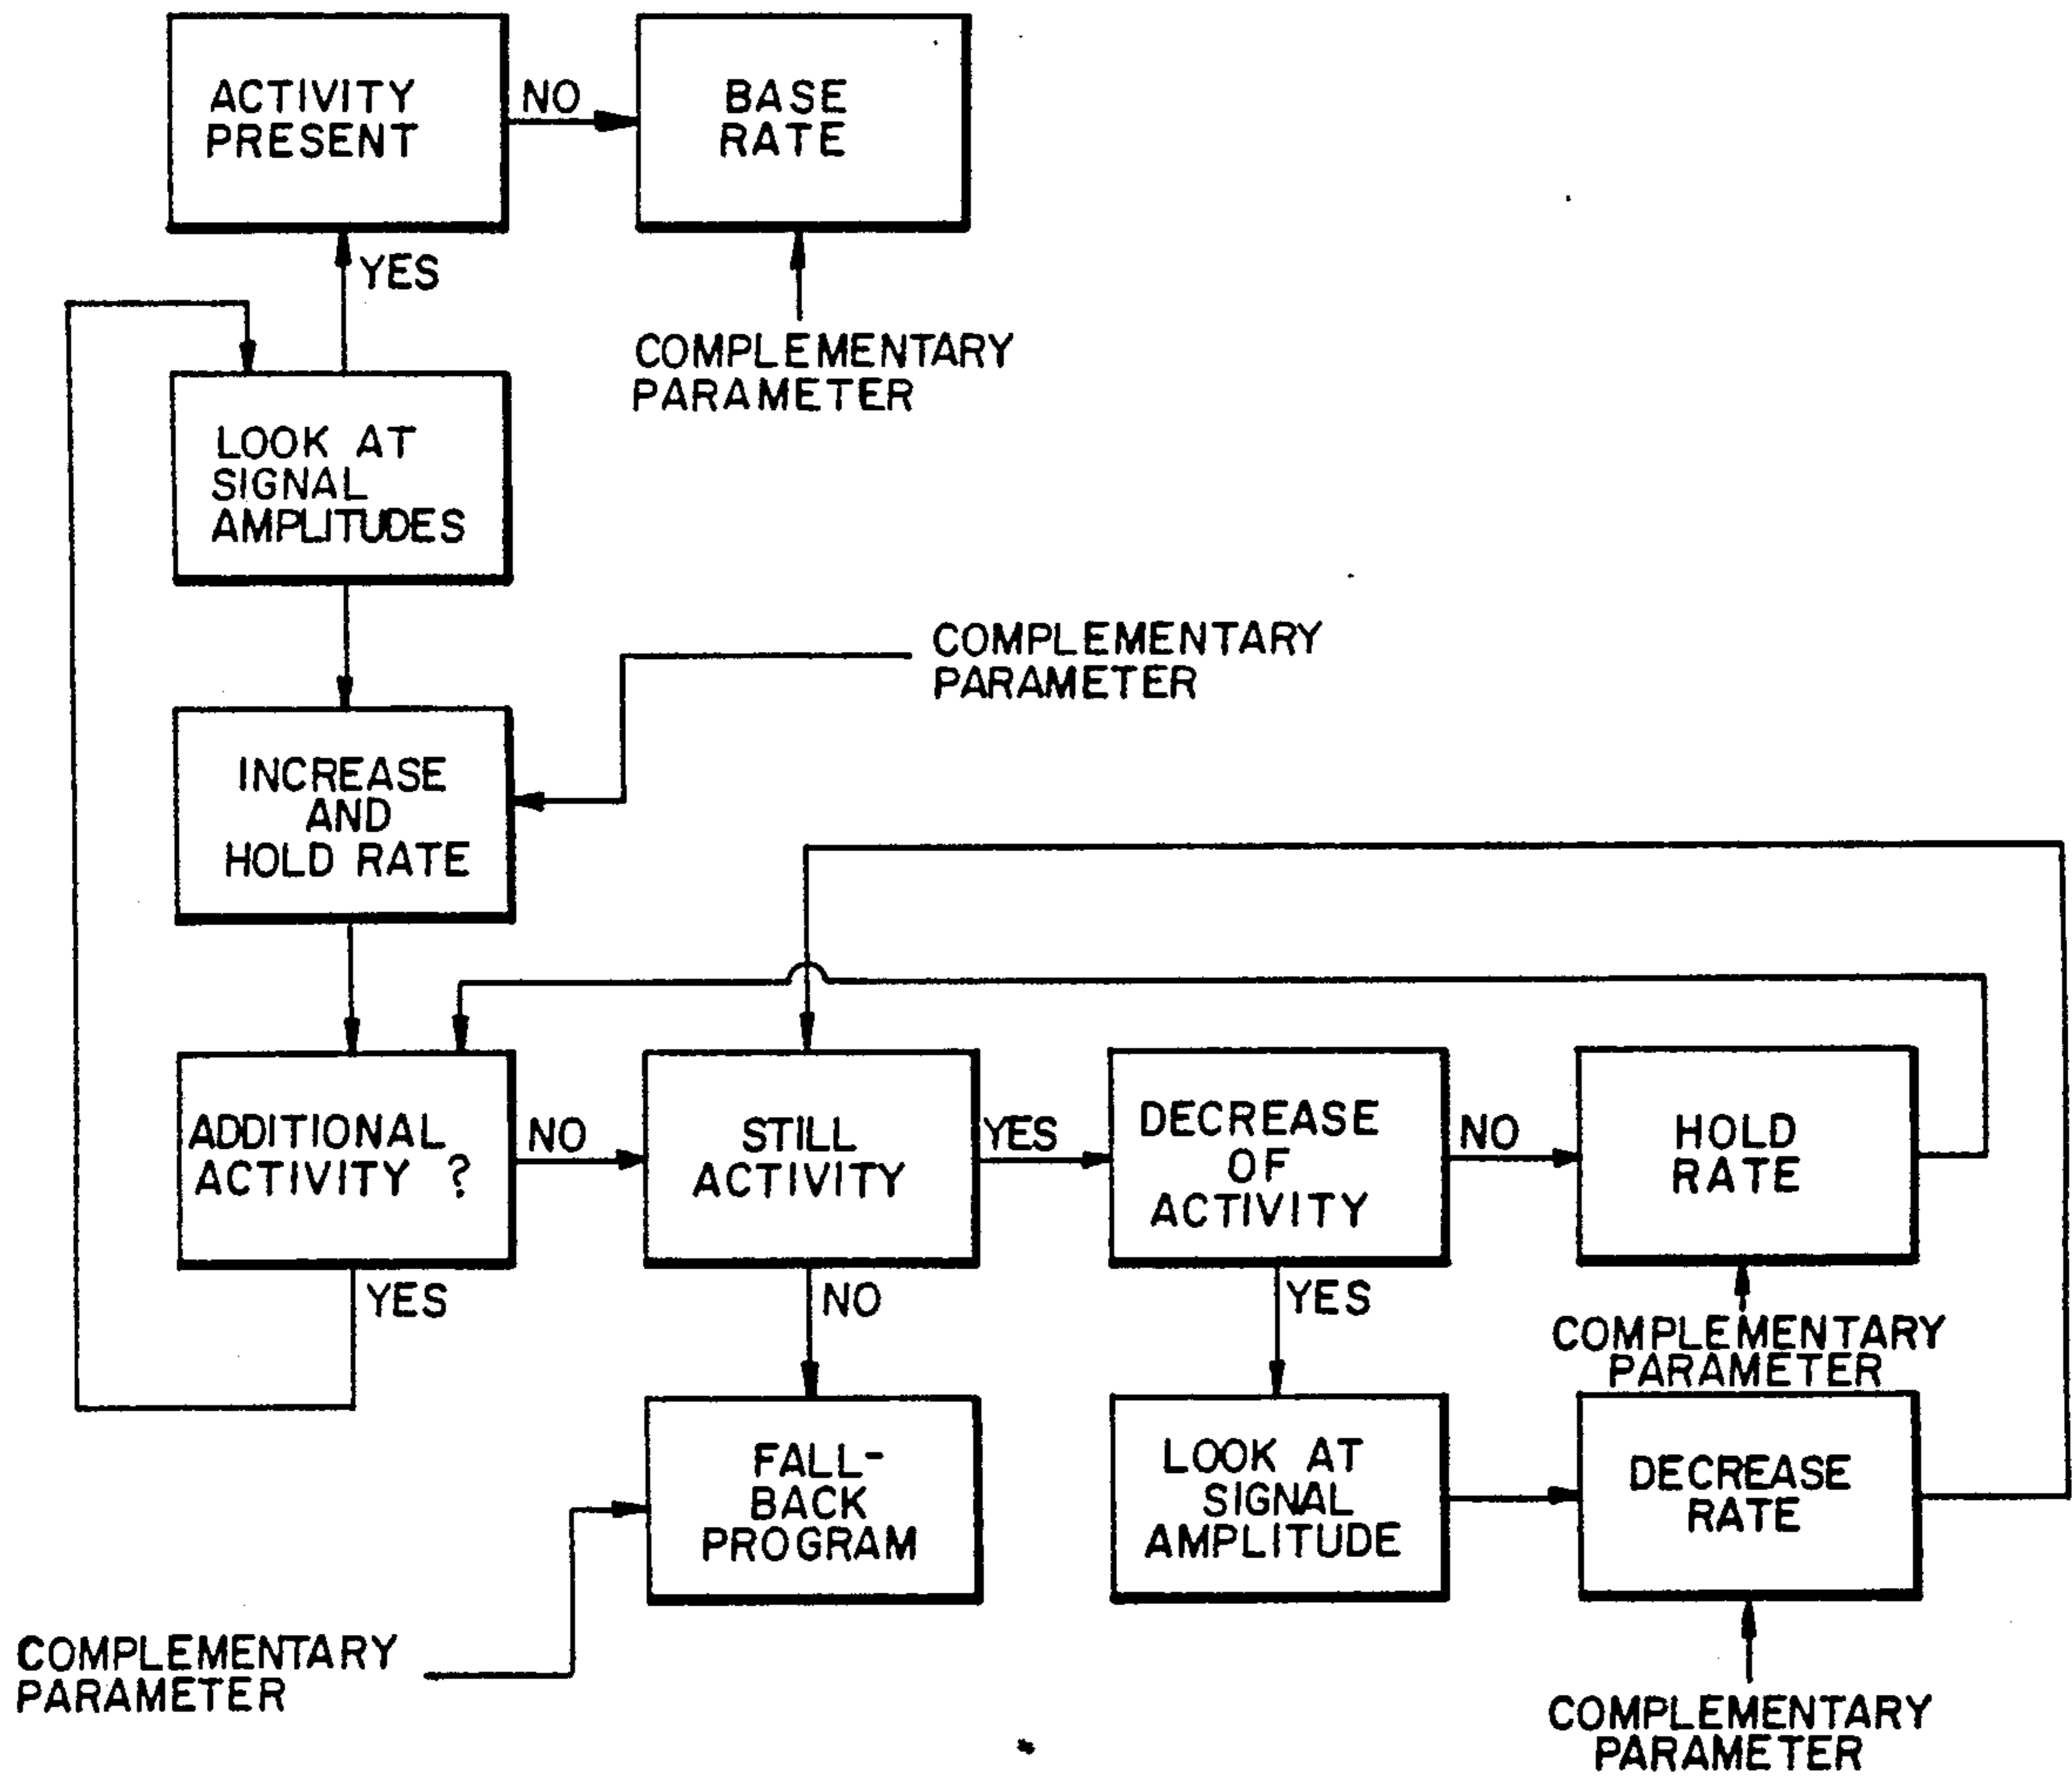 ACTIVITY
PRESENT
NO
BASE
RATE
YES
COMPLEMENTARY
PARAMETER
LOOK AT
SIGNAL
AMPLITUDES
COMPLEMENTARY
PARAMETER
INCREASE
AND
HOLD RATE
ADDITIONAL
ACTIVITY ?
NO
STILL
ACTIVITY
YES
DECREASE
OF
ACTIVITY
NO
HOLD
RATE
YES
NO
YES
COMPLEMENTARY
PARAMETER
FALL-
BACK
PROGRAM
LOOK AT
SIGNAL
AMPLITUDE
DECREASE
RATE
COMPLEMENTARY
PARAMETER
COMPLEMENTARY
PARAMETER